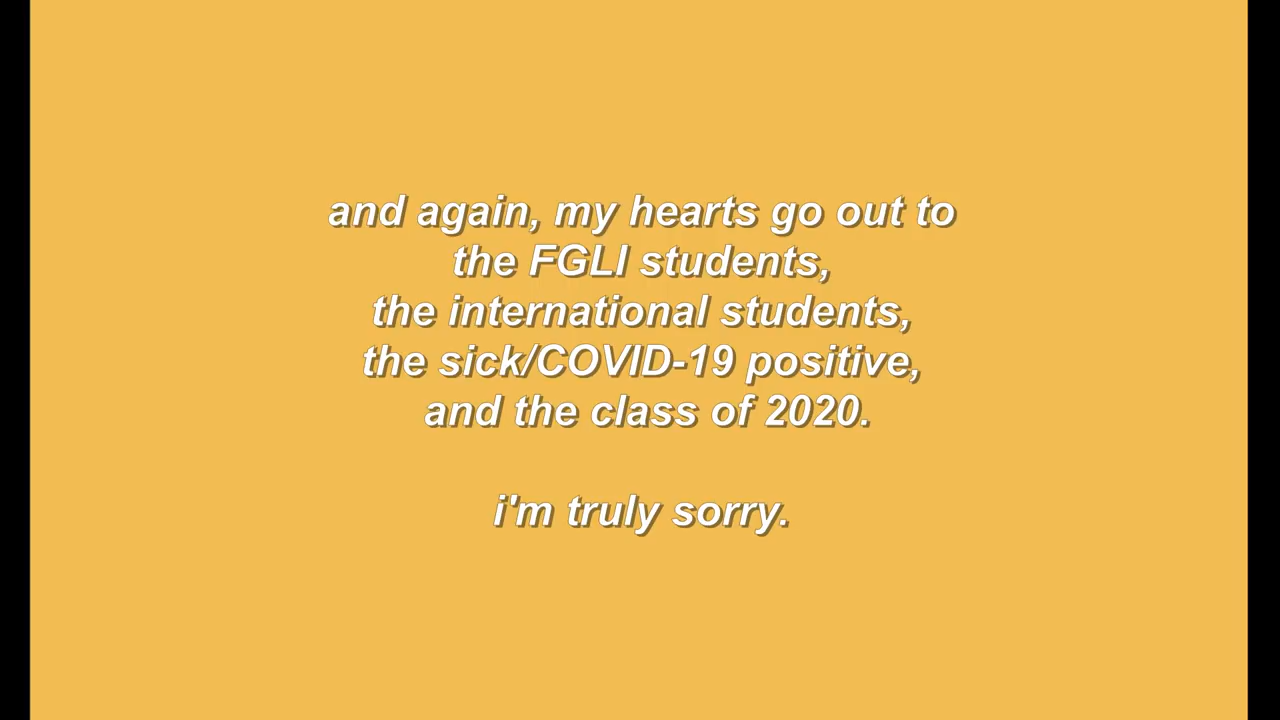 and again, my hearts go out to
the FGLI students,
the international students,
the sick/COVID-19 positive,
and the class of 2020.
i'm truly sorry.